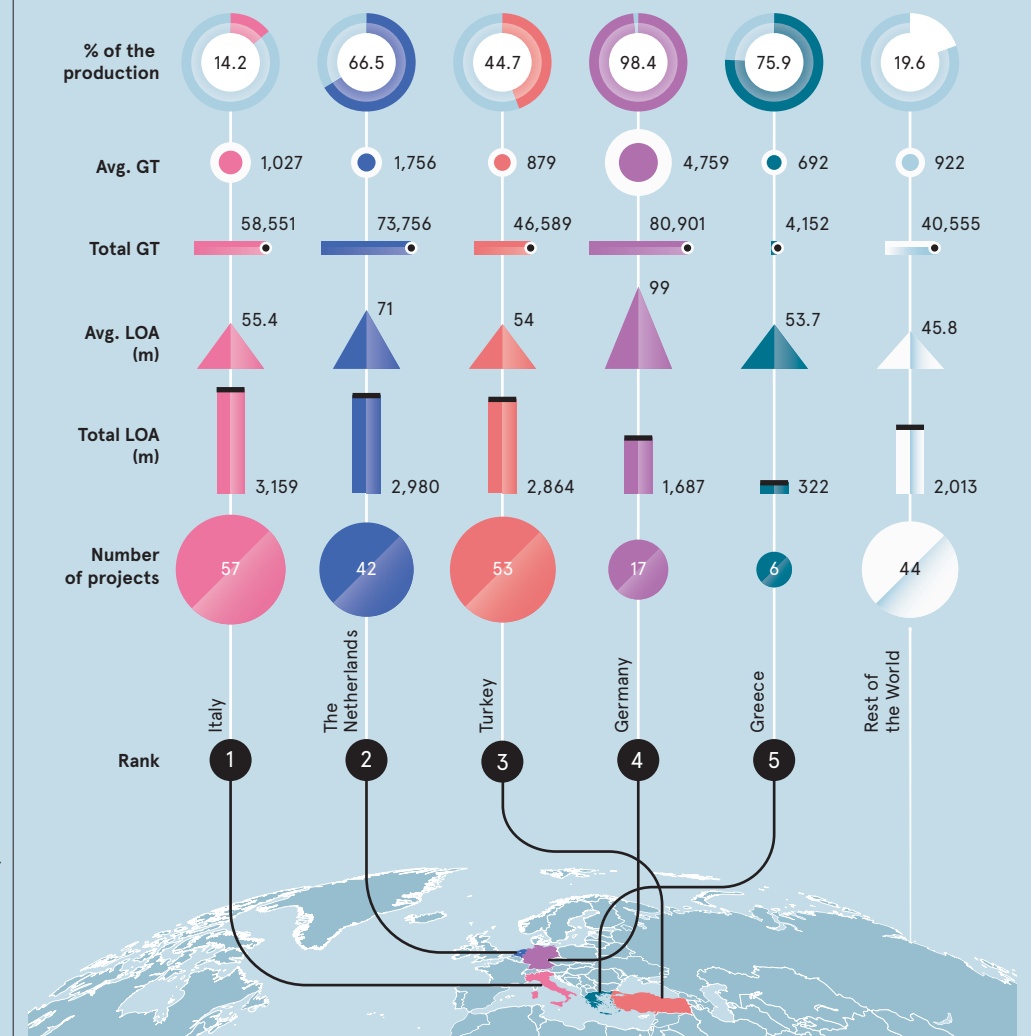 % of the
production
14.2
66.5
44.7
98.4
75.9
19.6
Avg. GT
1,027
1,756
879
4,759
692
922
Total GT
58,551
73,756
46,589
80,901
4,152
40,555
Avg. LOA
(m)
55.4
71
54
99
53.7
45.8
Total LOA
(m)
3,159
2,980
2,864
1,687
322
2,013
Number
of projects
57
42
53
17
6
44
Italy
The
Netherlands
Turkey
Germany
Greece
Rest of
the World
Rank
1
2
3
4
5